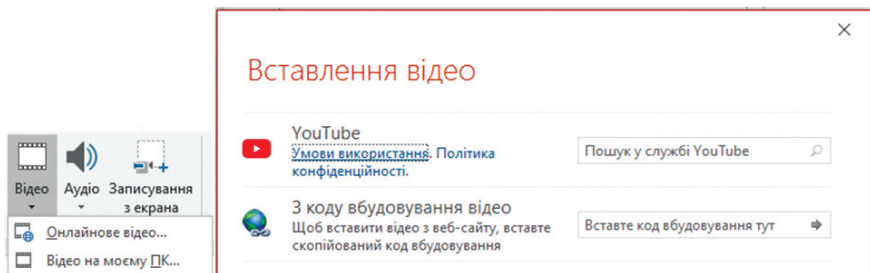 Відео Аудіо Записування
з екрана
Онлайнове відео...
Відео на моєму ПК...
Вставлення відео
YouTube
Умови використання. Політика
конфіденційності.
Пошук у службі YouTube
З коду вбудовування відео
Щоб вставити відео з веб-сайту, вставте
скопійований код вбудовування
Вставте код вбудовування тут